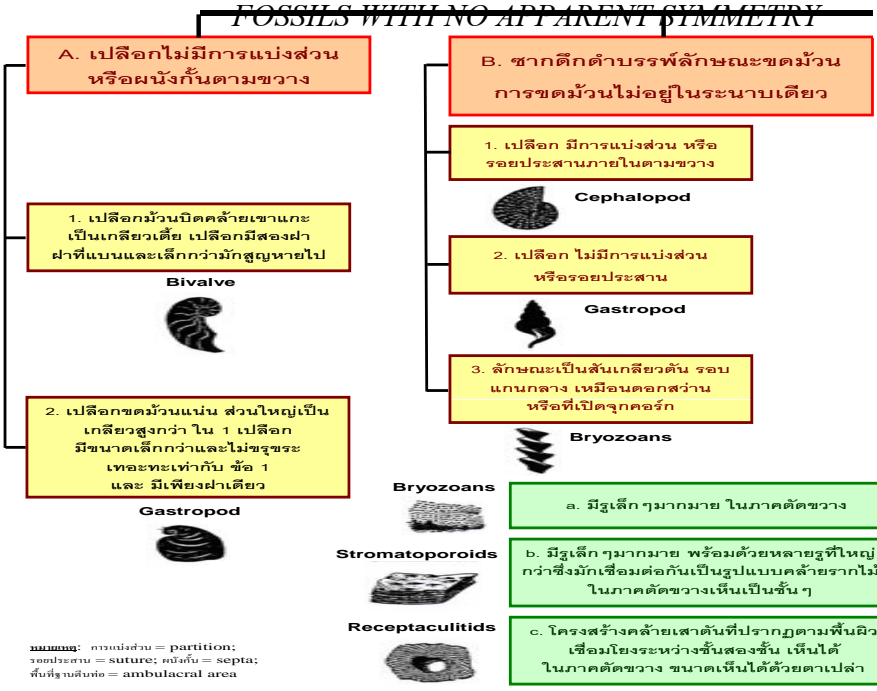 FOSSILS WITH NO APPARENT SYMMETRY
A. เปลือกไม่มีการแบ่งส่วน
หรือผนังกั้นตามขวาง
1. เปลือกม้วนบิดคล้ายเขาแกะ
เป็นเกลียวเตี้ย เปลือกมีสองฝา
ฝาที่แบนและเล็กกว่ามักสูญหายไป
Bivalve
2. เปลือกขดม้วนแน่น ส่วนใหญ่เป็น
เกลียวสูงกว่า ใน 1 เปลือก
มีขนาดเล็กกว่าและไม่ขรุขระ
เทอะทะเท่ากับ ข้อ 1
และ มีเพียงฝาเดียว
Gastropod
B. ซากดึกดำบรรพ์ลักษณะขดม้วน
การขดม้วนไม่อยู่ในระนาบเดียว
1. เปลือก มีการแบ่งส่วน หรือ
รอยประสานภายในตามขวาง
Cephalopod
2. เปลือก ไม่มีการแบ่งส่วน
หรือรอยประสาน
Gastropod
3. ลักษณะเป็นสันเกลียวตัน รอบ
แกนกลาง เหมือนดอกสว่าน
หรือที่เปิดจุกคอร์ก
Bryozoans
Bryozoans
a. มีรูเล็กๆมากมาย ในภาคตัดขวาง
Stromatoporoids
b. มีรูเล็กๆมากมาย พร้อมด้วยหลายรูที่ใหญ่
กว่าซึ่งมักเชื่อมต่อกันเป็นรูปแบบคล้ายรากไม้
ในภาคตัดขวางเห็นเป็นชั้นๆ
Receptaculitids
c. โครงสร้างคล้ายเสาตันที่ปรากฏตามพื้นผิว
เชื่อมโยงระหว่างชั้นสองชั้น เห็นได้
ในภาคตัดขวาง ขนาดเห็นได้ด้วยตาเปล่า
หมายเหตุ: การแบ่งส่วน = partition;
รอยประสาน = suture; ผนังกั้น = septa;
พื้นที่ฐานตีนท่อ = ambulacral area